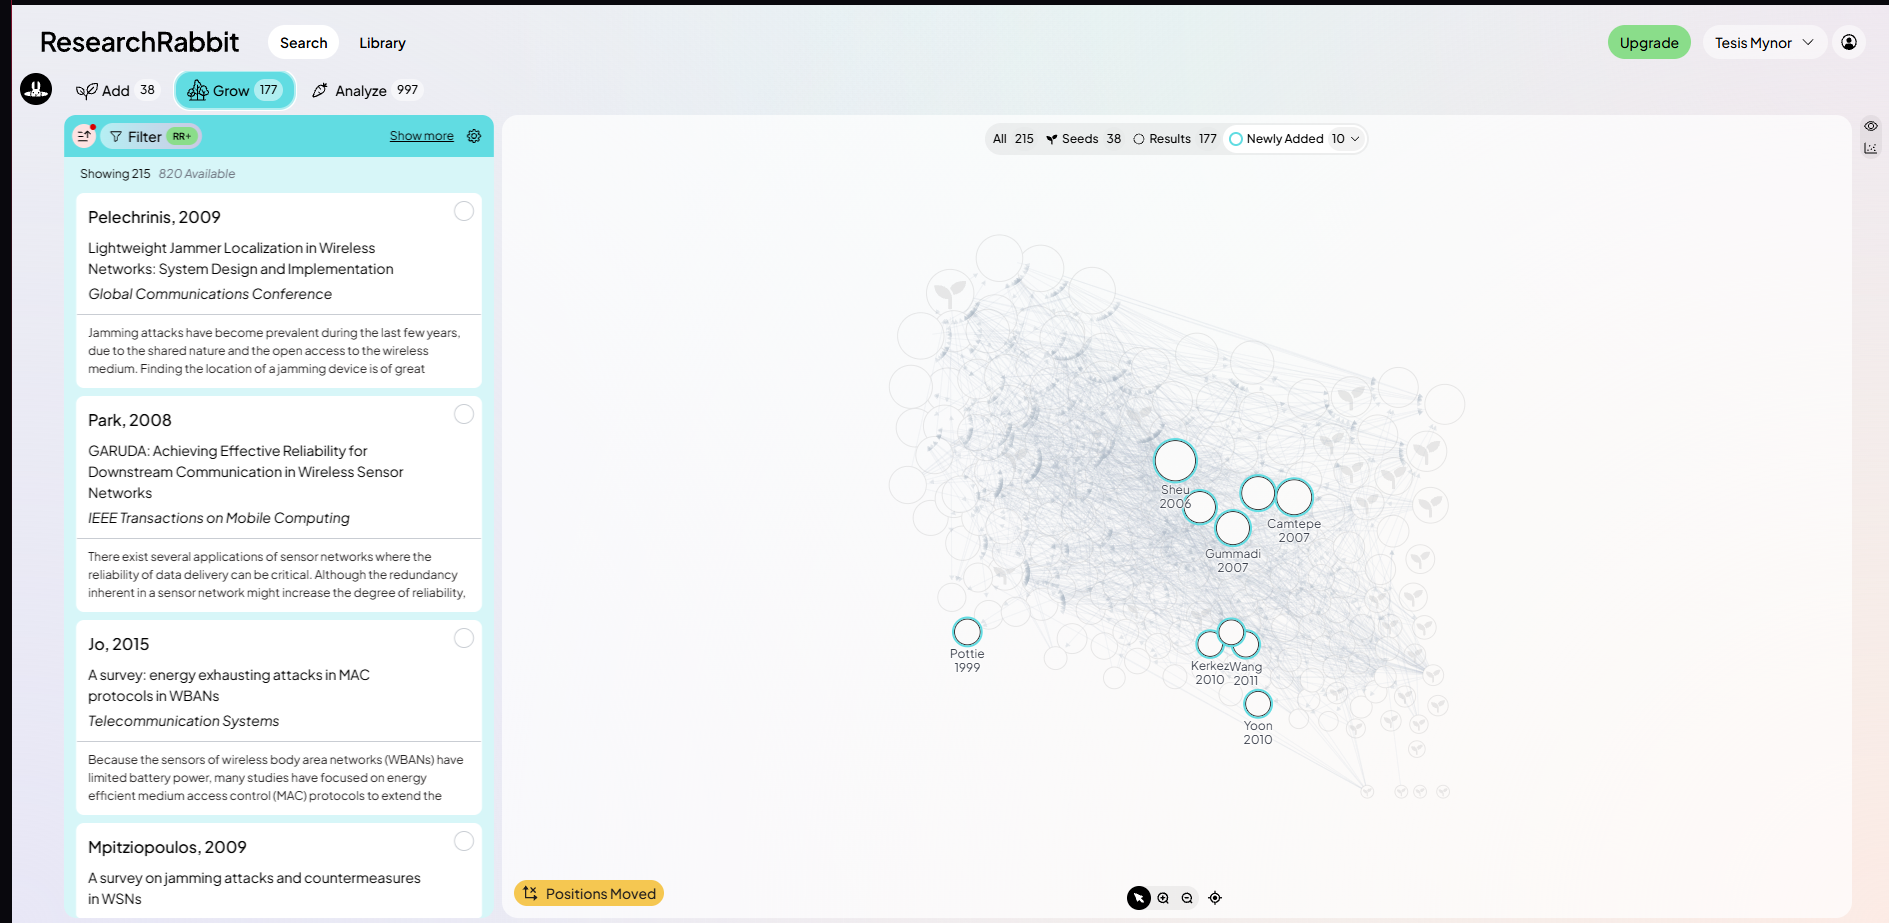 ResearchRabbit
Search
Library
Upgrade
Tesis Mynor
Add 38
Grow 177
Analyze 997
Filter RR+
Show more
Showing 215 820 Available
Pelechrinis, 2009
Lightweight Jammer Localization in Wireless
Networks: System Design and Implementation
Global Communications Conference
Jamming attacks have become prevalent during the last few years,
due to the shared nature and the open access to the wireless
medium. Finding the location of a jamming device is of great
Park, 2008
GARUDA: Achieving Effective Reliability for
Downstream Communication in Wireless Sensor
Networks
IEEE Transactions on Mobile Computing
There exist several applications of sensor networks where the
reliability of data delivery can be critical. Although the redundancy
inherent in a sensor network might increase the degree of reliability,
Jo, 2015
A survey: energy exhausting attacks in MAC
protocols in WBANs
Telecommunication Systems
Because the sensors of wireless body area networks (WBANs) have
limited battery power, many studies have focused on energy
efficient medium access control (MAC) protocols to extend the
Mpitziopoulos, 2009
A survey on jamming attacks and countermeasures
in WSNs
All 215 Seeds 38 Results 177 Newly Added 10
Sheu
2006
Camtepe
2007
Gummadi
2007
Pottie
1999
Kerkez
2010
Wang
2011
Yoon
2010
Positions Moved